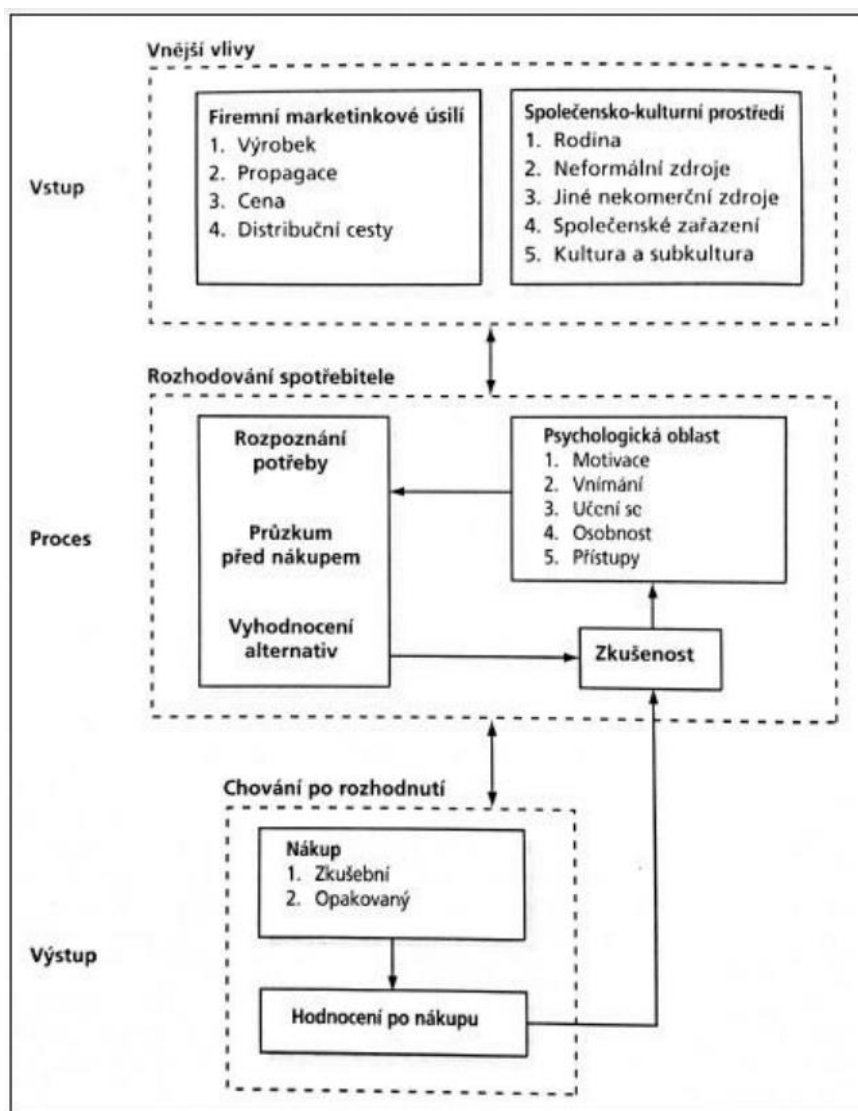 Vnější vlivy
Vstup
Firemní marketinkové úsilí
1. Výrobek
2. Propagace
3. Cena
4. Distribuční cesty
Společensko-kulturní prostředí
1. Rodina
2. Neformální zdroje
3. Jiné nekomerční zdroje
4. Společenské zařazení
5. Kultura a subkultura
Rozhodování spotřebitele
Proces
Rozpoznání
potřeby
Průzkum
před nákupem
Vyhodnocení
alternativ
Psychologická oblast
1. Motivace
2. Vnímání
3. Učení se
4. Osobnost
5. Přístupy
Zkušenost
Chování po rozhodnutí
Výstup
Nákup
1. Zkušební
2. Opakovaný
Hodnocení po nákupu